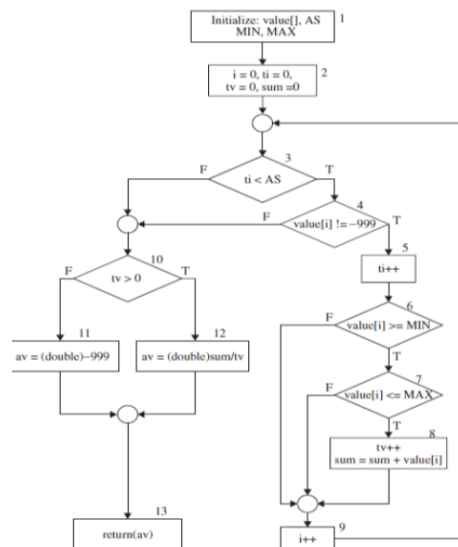 Initialize: value[], AS
MIN, MAX
1
i = 0, ti = 0,
tv = 0, sum =0
2
3
F
ti < AS
T
4
F
value[i] != −999
T
5
ti++
10
F
tv > 0
T
6
F
value[i] >= MIN
T
11
av = (double)−999
12
av = (double)sum/tv
7
F
value[i] <= MAX
T
8
tv++
sum = sum + value[i]
9
i++
13
return(av)